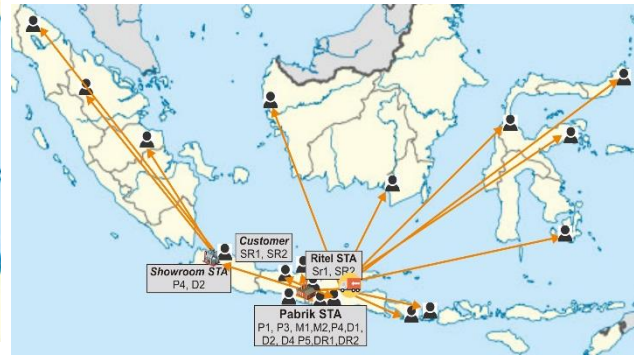 Customer
SR1, SR2
Ritel STA
Sr1, SR2
Showroom STA
P4, D2
Pabrik STA
P1, P3, M1,M2,P4,D1,
D2, D4 P5,DR1,DR2